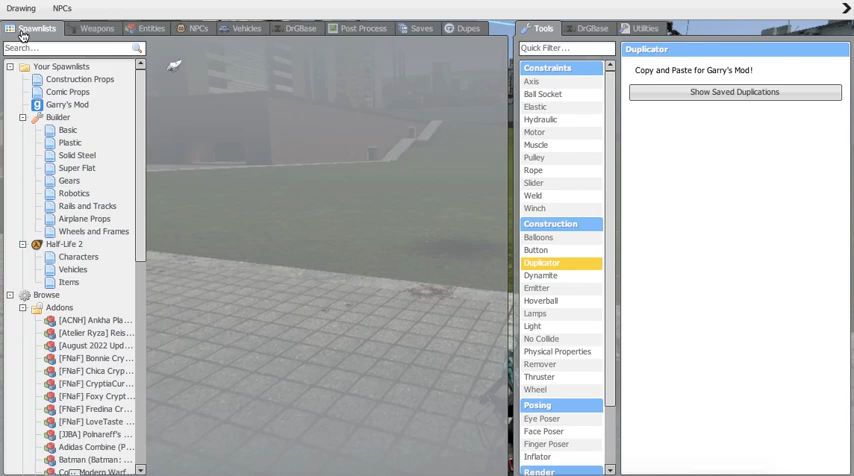 Drawing NPCs
Spawnlists Weapons Entities NPCs Vehicles DrGBase Post Process Saves Dupes
Search...
Your Spawnlists
Construction Props
Comic Props
Garry's Mod
Builder
Basic
Plastic
Solid Steel
Super Flat
Gears
Robotics
Rails and Tracks
Airplane Props
Wheels and Frames
Half-Life 2
Characters
Vehicles
Items
Browse
Addons
[ACNH] Ankha Pla...
[Atelier Ryza] Reis...
[August 2022 Upd...
[FNaF] Bonnie Cry...
[FNaF] Chica Cryp...
[FNaF] CryptiaCur...
[FNaF] Foxy Crypt...
[FNaF] Fredina Cr...
[FNaF] LoveTaste ...
[JJBA] Polnareff's ...
Adidas Combine (P...
Batman (Batman: ...
Tools DrGBase Utilities
Quick Filter...
Constraints
Axis
Ball Socket
Elastic
Hydraulic
Motor
Muscle
Pulley
Rope
Slider
Weld
Winch
Construction
Balloons
Button
Duplicator
Dynamite
Emitter
Hoverball
Lamps
Light
No Collide
Physical Properties
Remover
Thruster
Wheel
Posing
Eye Poser
Face Poser
Finger Poser
Inflator
Render
Duplicator
Copy and Paste for Garry's Mod!
Show Saved Duplications